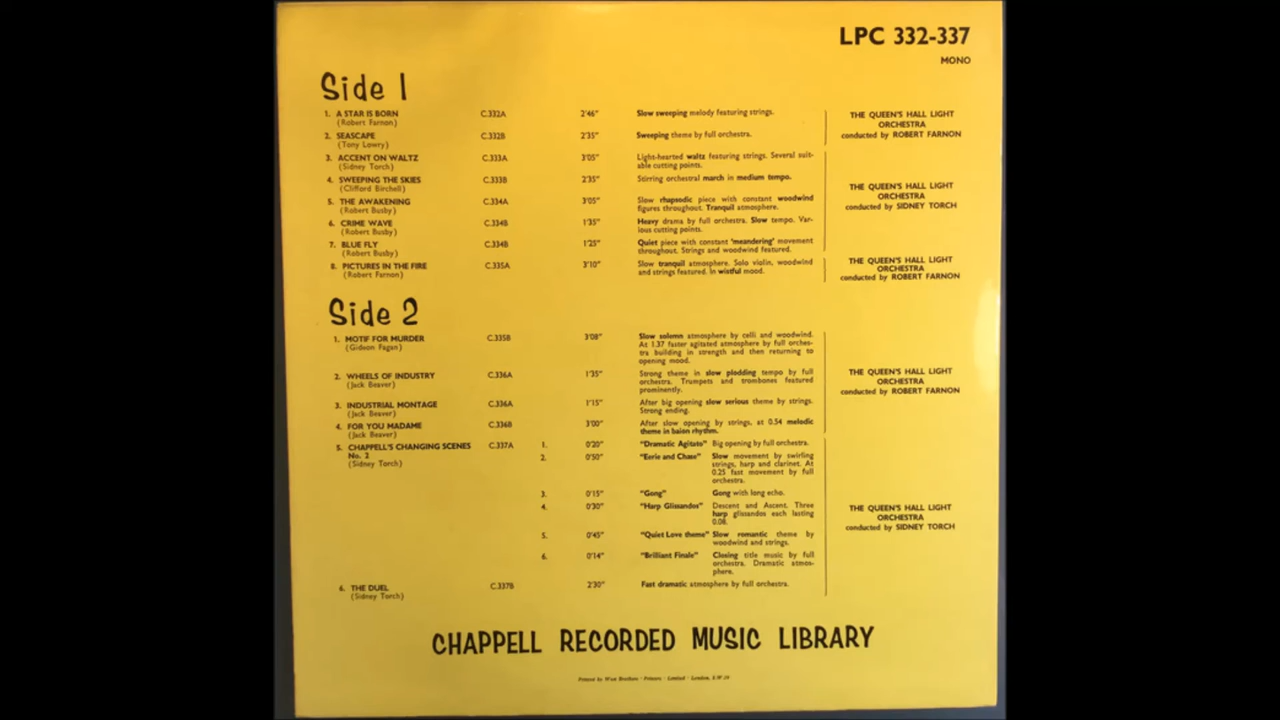 LPC 332-337
MONO
Side 1
1. A STAR IS BORN C.332A 2'46" Slow sweeping melody featuring strings.
(Robert Farnon)
2. SEASCAPE C.332B 2'35" Sweeping theme by full orchestra.
(Tony Lowry)
THE QUEEN'S HALL LIGHT
ORCHESTRA
conducted by ROBERT FARNON
3. ACCENT ON WALTZ C.333A 3'05" Light-hearted waltz featuring strings. Several suit-
(Sidney Torch) able cutting points.
4. SWEEPING THE SKIES C.333B 2'35" Stirring orchestral march in medium tempo.
(Clifford Birchell)
5. THE AWAKENING C.334A 3'05" Slow rhapsodic piece with constant woodwind
(Robert Busby) figures throughout. Tranquil atmosphere.
6. CRIME WAVE C.334B 1'35" Heavy drama by full orchestra. Slow tempo. Var-
(Robert Busby) ious cutting points.
7. BLUE FLY C.334B 1'25" Quiet piece with constant 'meandering' movement
(Robert Busby) throughout. Strings and woodwind featured.
THE QUEEN'S HALL LIGHT
ORCHESTRA
conducted by SIDNEY TORCH
8. PICTURES IN THE FIRE C.335A 3'10" Slow tranquil atmosphere. Solo violin, woodwind
(Robert Farnon) and strings featured. In wistful mood.
THE QUEEN'S HALL LIGHT
ORCHESTRA
conducted by ROBERT FARNON
Side 2
1. MOTIF FOR MURDER C.335B 3'08" Slow solemn atmosphere by celli and woodwind.
(Gideon Fagan) At 1.37 faster agitated atmosphere by full orches-
tra building in strength and then returning to
opening mood.
2. WHEELS OF INDUSTRY C.336A 1'35" Strong theme in slow plodding tempo by full
(Jack Beaver) orchestra. Trumpets and trombones featured
prominently.
3. INDUSTRIAL MONTAGE C.336A 1'15" After big opening slow serious theme by strings.
(Jack Beaver) Strong ending.
4. FOR YOU MADAME C.336B 3'00" After slow opening by strings, at 0.54 melodic
(Jack Beaver) theme in baion rhythm.
THE QUEEN'S HALL LIGHT
ORCHESTRA
conducted by ROBERT FARNON
5. CHAPPELL'S CHANGING SCENES C.337A 1. 0'20" "Dramatic Agitato" Big opening by full orchestra.
No. 2
(Sidney Torch)
2. 0'50" "Eerie and Chase" Slow movement by swirling
strings, harp and clarinet. At
0.25 fast movement by full
orchestra.
3. 0'15" "Gong" Gong with long echo.
4. 0'30" "Harp Glissandos" Descent and Ascent. Three
harp glissandos each lasting
0.08.
5. 0'45" "Quiet Love theme" Slow romantic theme by
woodwind and strings.
6. 0'14" "Brilliant Finale" Closing title music by full
orchestra. Dramatic atmos-
phere.
6. THE DUEL C.337B 2'30" Fast dramatic atmosphere by full orchestra.
(Sidney Torch)
THE QUEEN'S HALL LIGHT
ORCHESTRA
conducted by SIDNEY TORCH
CHAPPELL RECORDED MUSIC LIBRARY
Printed by West Brothers · Printers · Limited · London, S.W.19